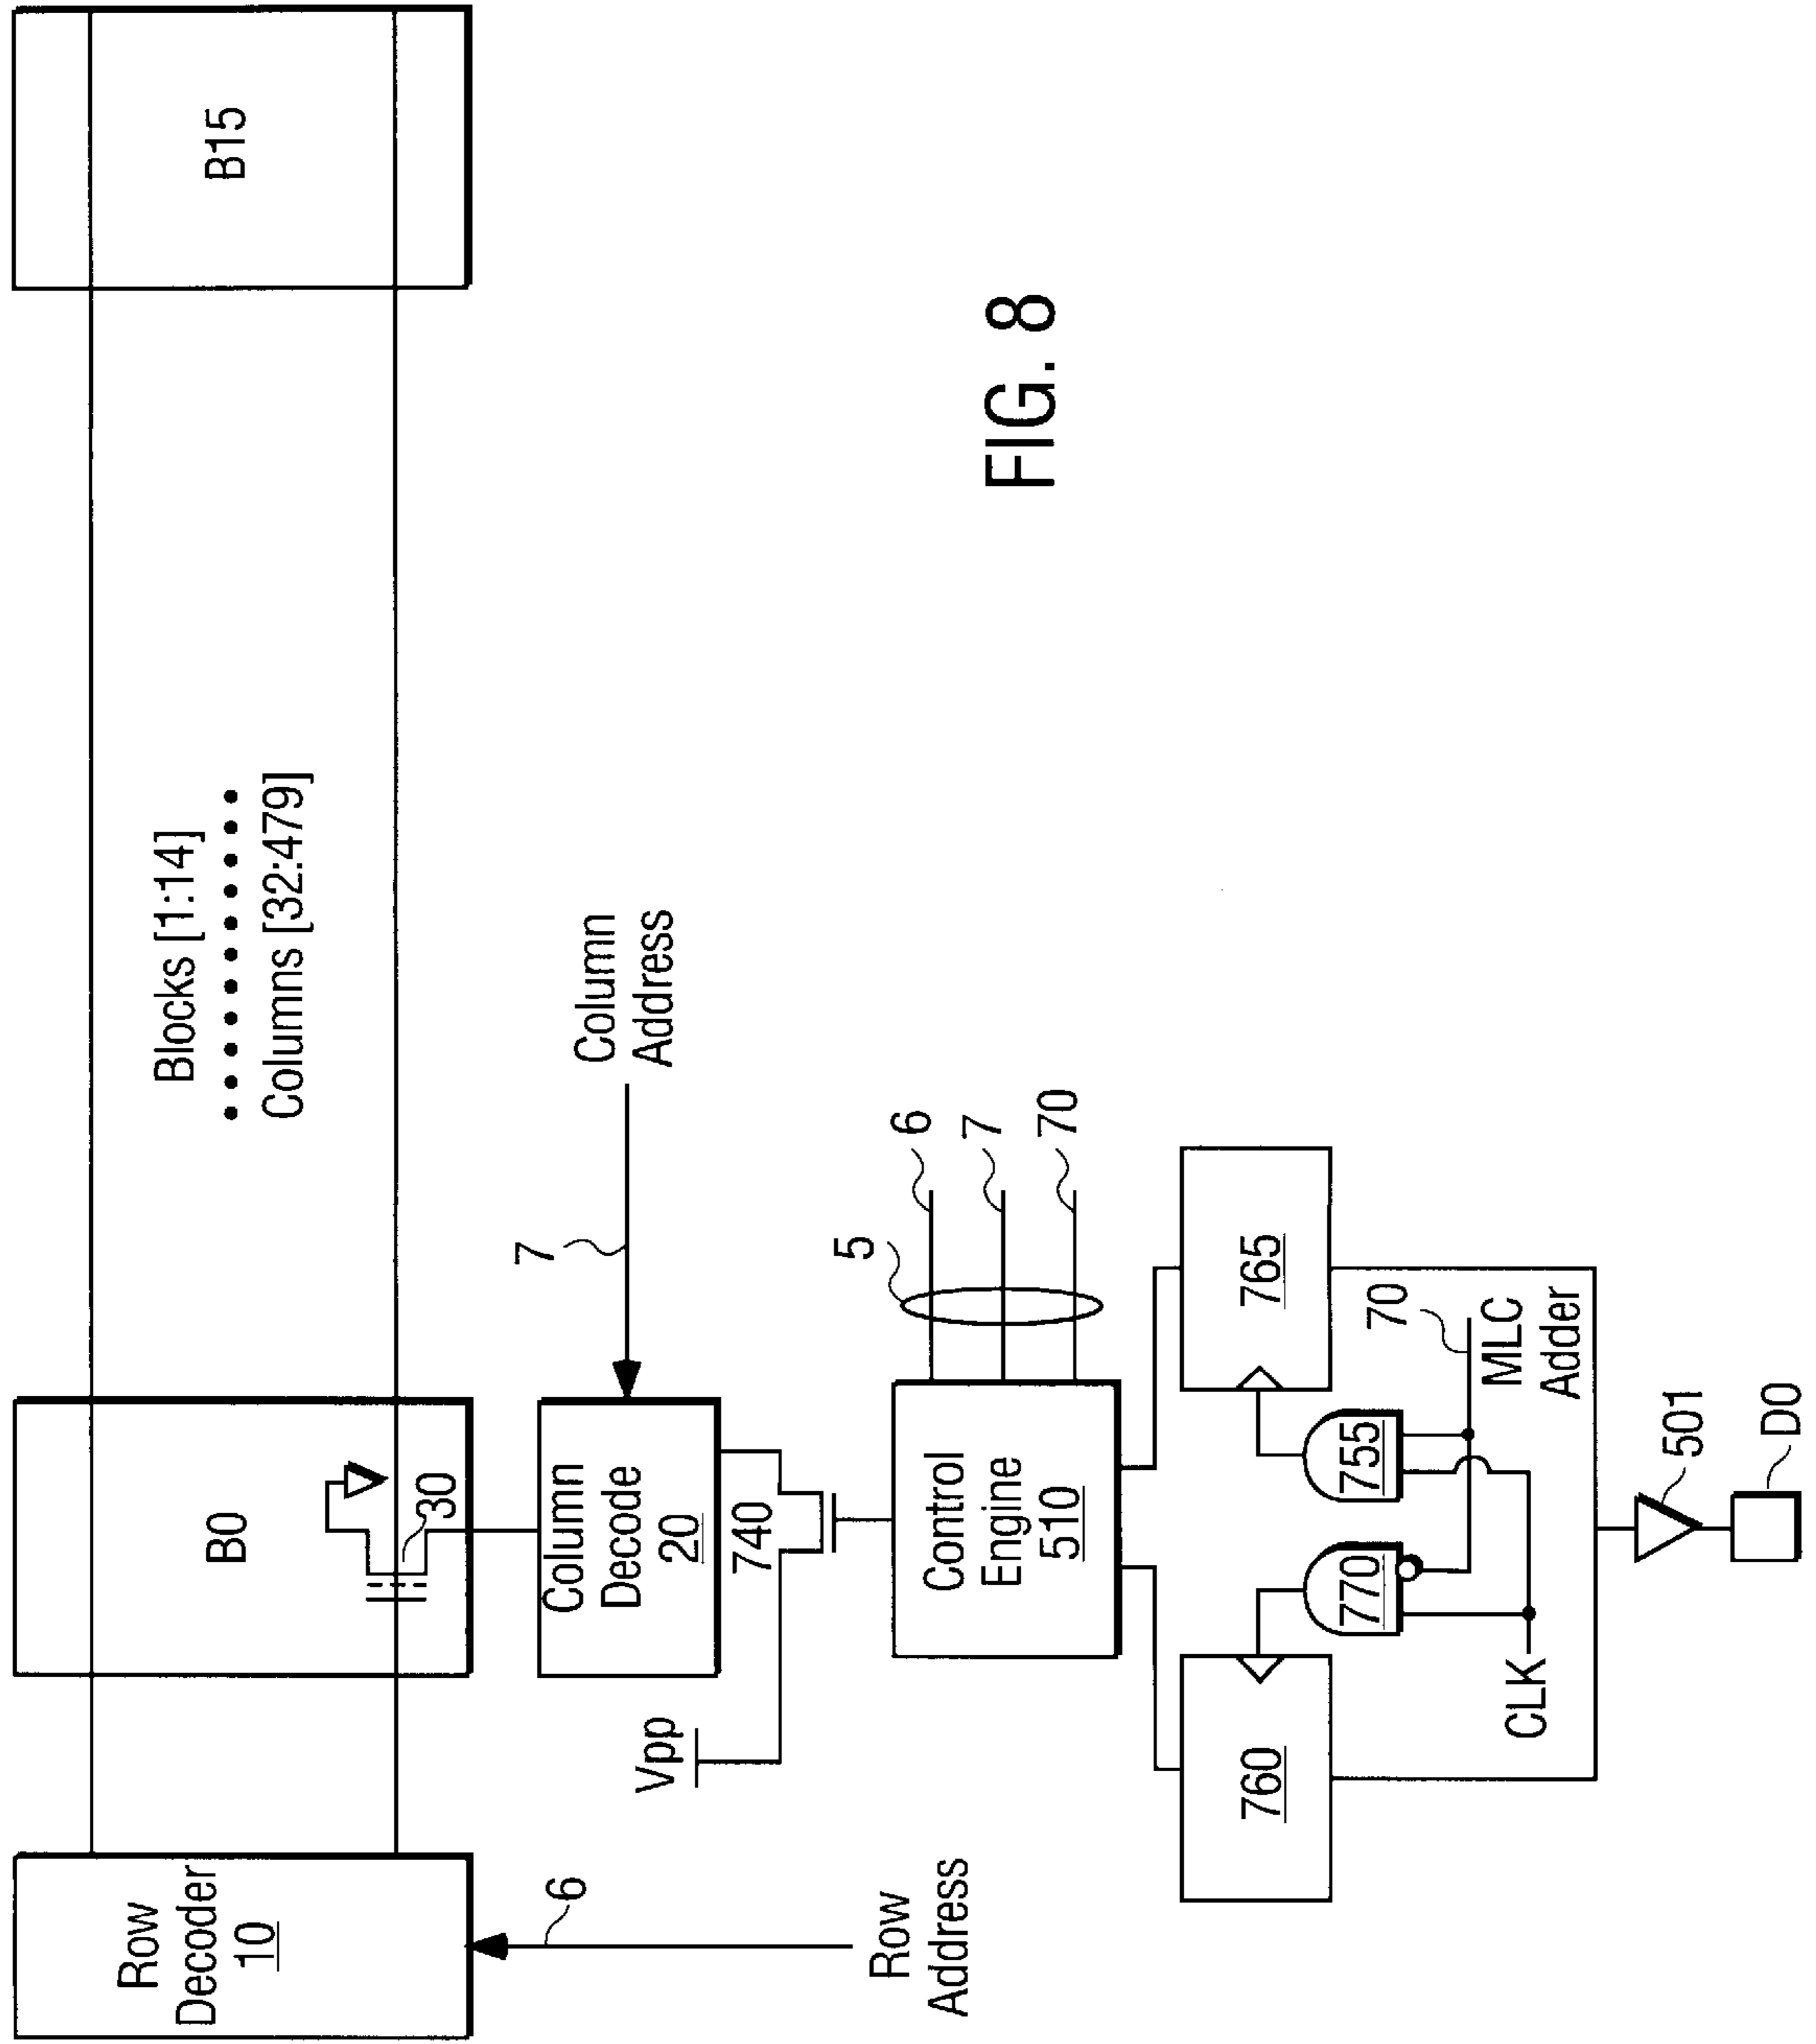 Row
Decoder
10
6
Row
Address
B0
30
Blocks [1:14]
Columns [32:479]
B15
Column
Decode
20
7
Column
Address
Vpp
740
Control
Engine
510
5
6
7
70
760
765
770
755
70
MLC
Adder
CLK
501
D0
FIG. 8